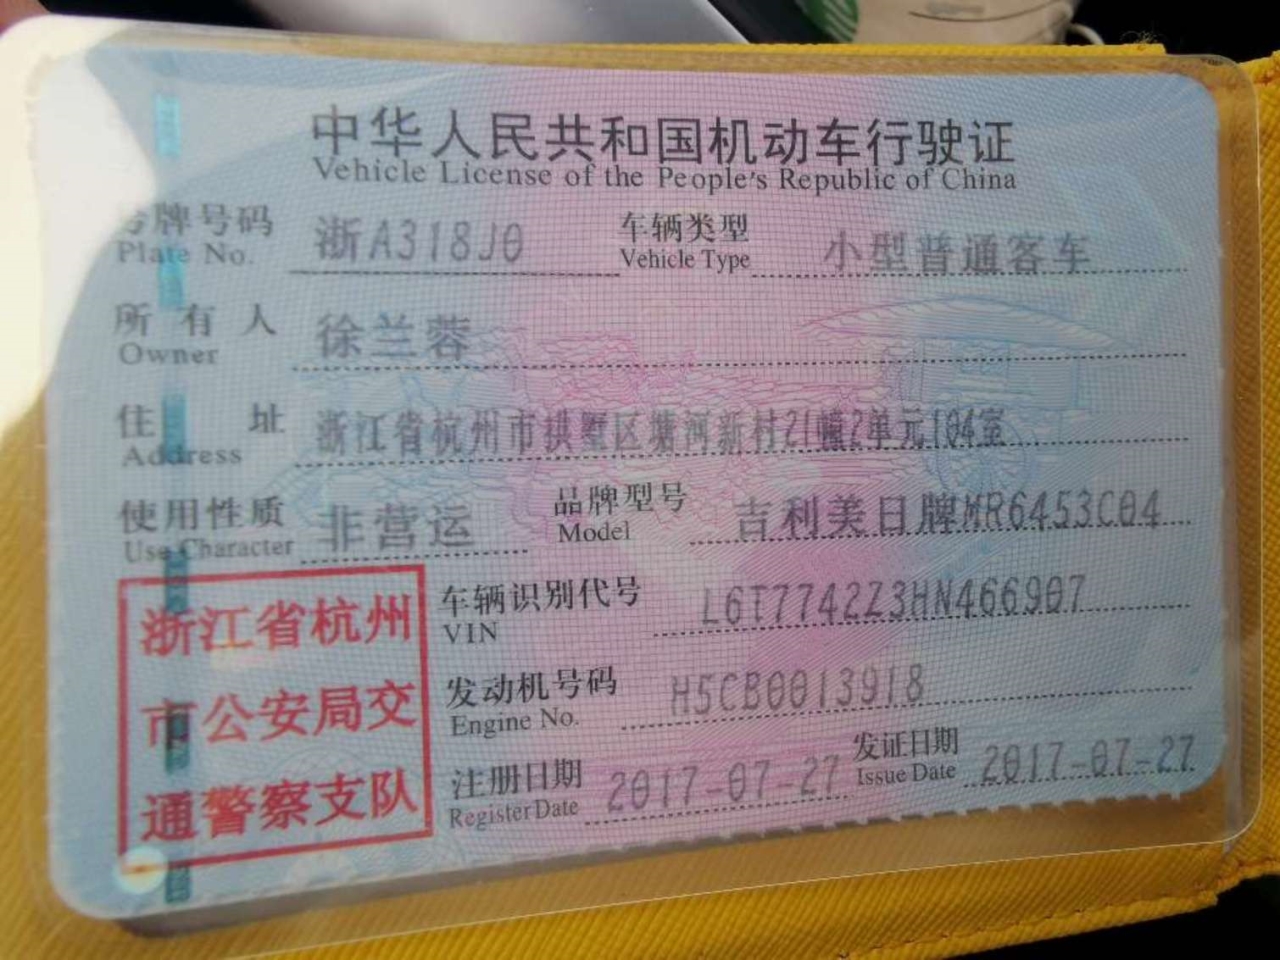 中华人民共和国机动车行驶证
Vehicle License of the People's Republic of China
号牌号码 浙A318J0 车辆类型 小型普通客车
Plate No. Vehicle Type
所有人 徐兰蓉
Owner
住址 浙江省杭州市拱墅区塘河新村21幢2单元104室
Address
使用性质 非营运 品牌型号 吉利美日牌MR6453C04
Use Character Model
车辆识别代号 L6T7742Z3HN466907
VIN
发动机号码 H5CB0013918
Engine No.
注册日期 2017-07-27 发证日期 2017-07-27
Register Date Issue Date
浙江省杭州
市公安局交
通警察支队